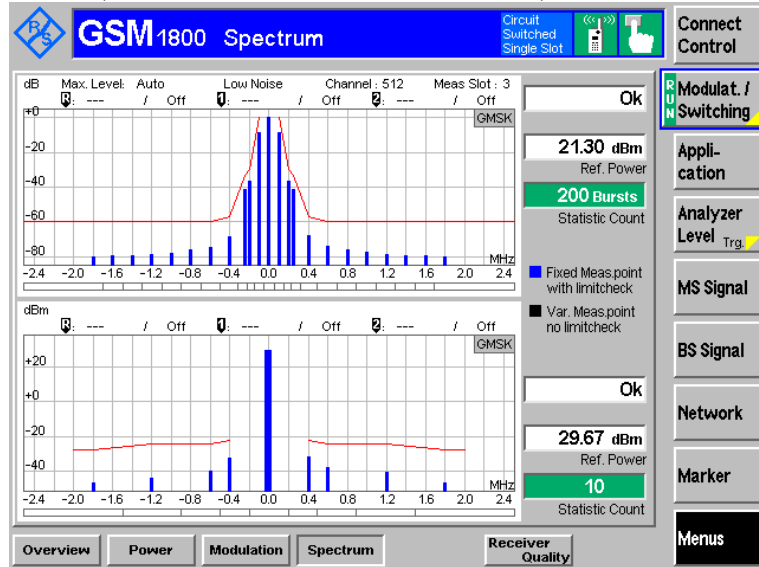 R/S
GSM 1800 Spectrum
Circuit
Switched
Single Slot
Connect
Control
dB Max. Level: Auto Low Noise Channel : 512 Meas Slot : 3
R: --- / Off 1: --- / Off 2: --- / Off
GMSK
+0
-20
-40
-60
-80
MHz
-2.4 -2.0 -1.6 -1.2 -0.8 -0.4 0.0 0.4 0.8 1.2 1.6 2.0 2.4
Ok
21.30 dBm
Ref. Power
200 Bursts
Statistic Count
Fixed Meas.point
with limitcheck
Var. Meas.point
no limitcheck
dBm
R: --- / Off 1: --- / Off 2: --- / Off
GMSK
+20
+0
-20
-40
MHz
-2.4 -2.0 -1.6 -1.2 -0.8 -0.4 0.0 0.4 0.8 1.2 1.6 2.0 2.4
Ok
29.67 dBm
Ref. Power
10
Statistic Count
RUN
Modulat. /
Switching
Appli-
cation
Analyzer
Level Trg.
MS Signal
BS Signal
Network
Marker
Menus
Overview Power Modulation Spectrum Receiver
Quality